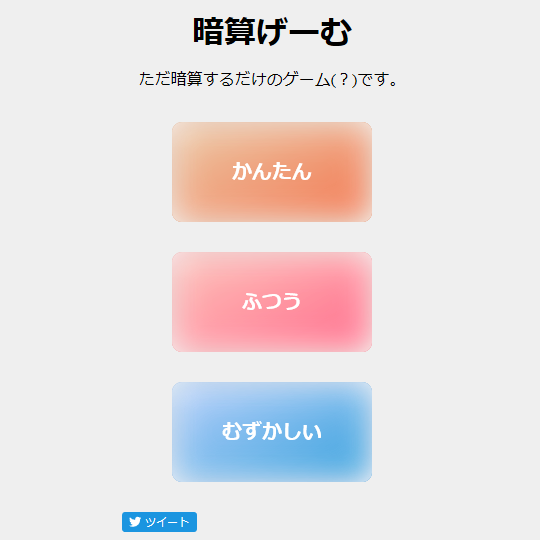 暗算げーむ
ただ暗算するだけのゲーム(？)です。
かんたん
ふつう
むずかしい
ツイート